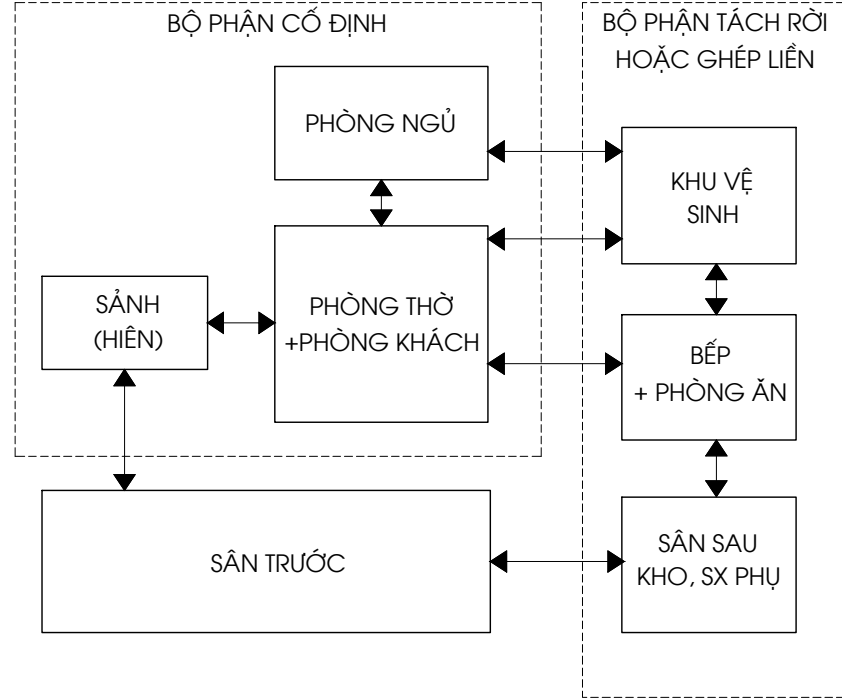 BỘ PHẬN CỐ ĐỊNH
BỘ PHẬN TÁCH RỜI
HOẶC GHÉP LIỀN
PHÒNG NGỦ
KHU VỆ
SINH
SẢNH
(HIÊN)
PHÒNG THỜ
+PHÒNG KHÁCH
BẾP
+ PHÒNG ĂN
SÂN TRƯỚC
SÂN SAU
KHO, SX PHỤ